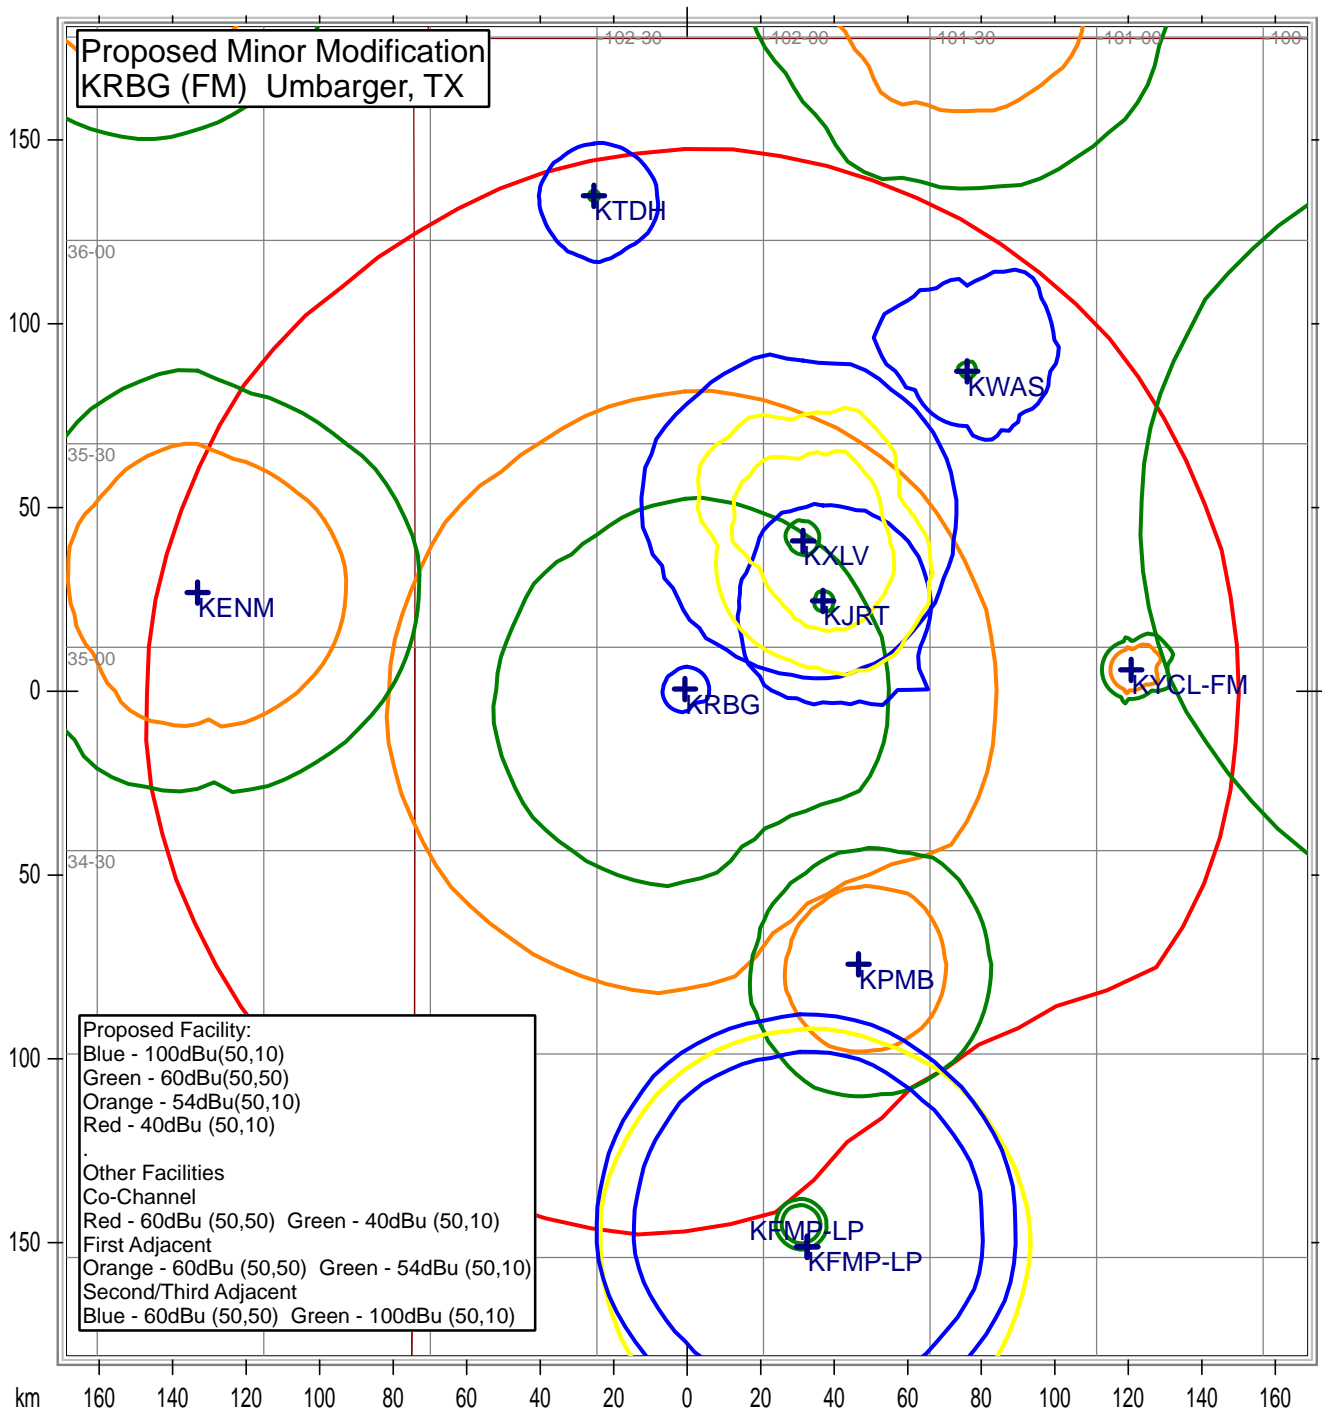 Proposed Minor Modification
KRBG (FM)  Umbarger, TX
102-30
102-00
101-30
101-00
100
150
100
50
0
50
100
150
36-00
35-30
35-00
34-30
KTDH
KWAS
KXLV
KJRT
KENM
KRBG
KYCL-FM
KPMB
KFMP-LP
KFMP-LP
Proposed Facility:
Blue - 100dBu(50,10)
Green - 60dBu(50,50)
Orange - 54dBu(50,10)
Red - 40dBu (50,10)
.
Other Facilities
Co-Channel
Red - 60dBu (50,50)  Green - 40dBu (50,10)
First Adjacent
Orange - 60dBu (50,50)  Green - 54dBu (50,10)
Second/Third Adjacent
Blue - 60dBu (50,50)  Green - 100dBu (50,10)
km 160 140 120 100 80 60 40 20 0 20 40 60 80 100 120 140 160